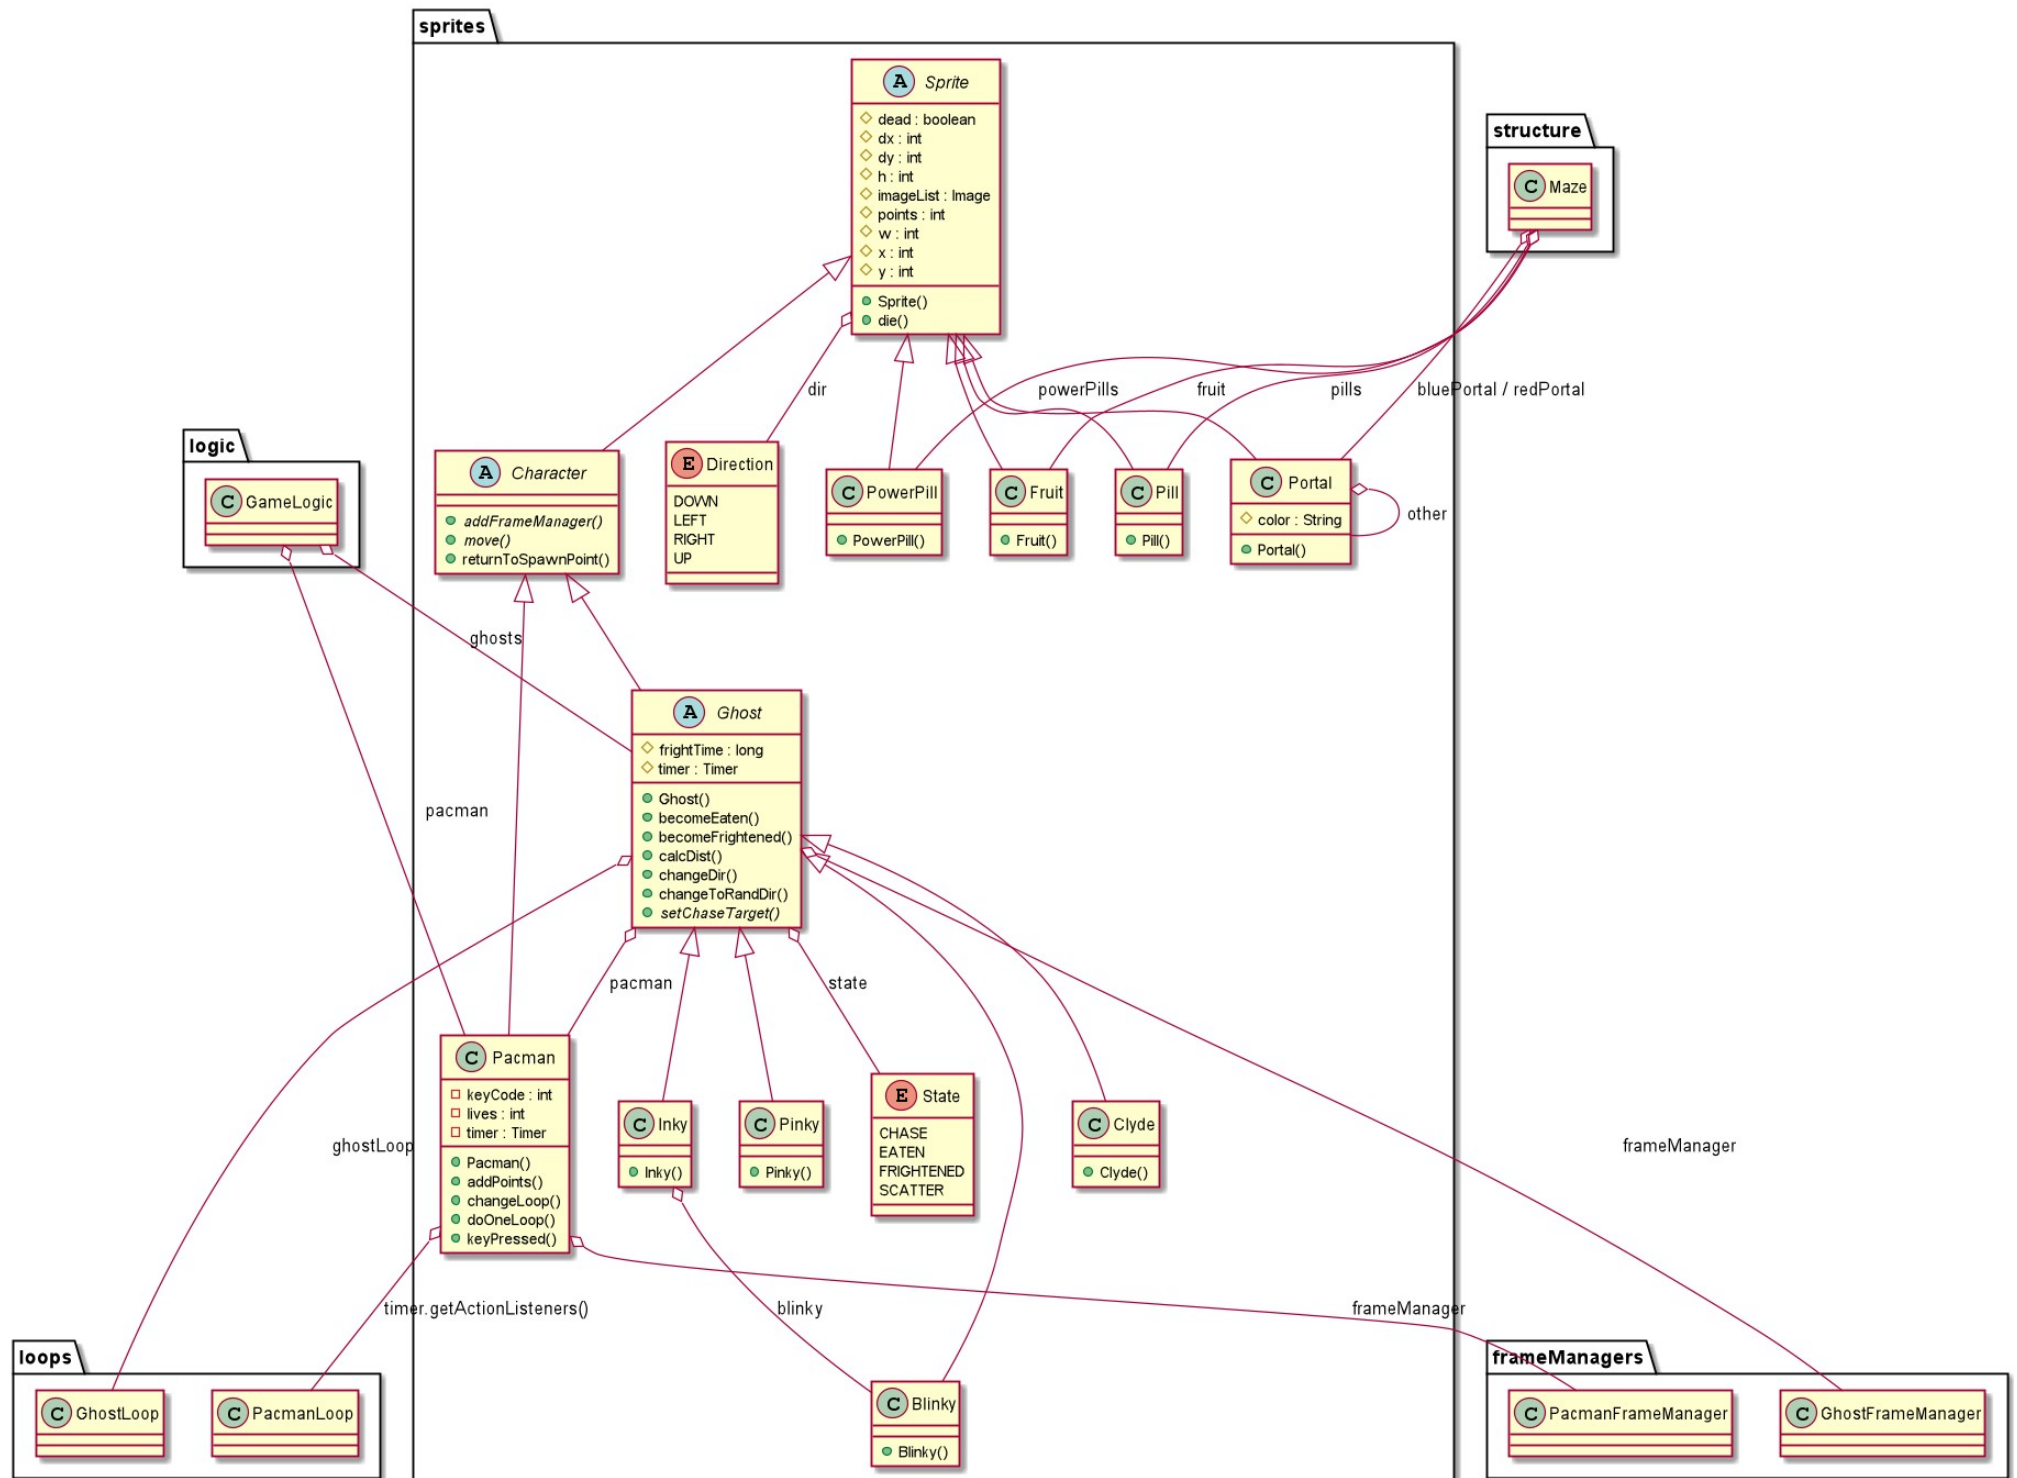 sprites
A Sprite
dead : boolean
dx : int
dy : int
h : int
imageList : Image
points : int
w : int
x : int
y : int
Sprite()
die()
structure
C Maze
dir
powerPills
fruit
pills
bluePortal / redPortal
logic
C GameLogic
A Character
addFrameManager()
move()
returnToSpawnPoint()
E Direction
DOWN
LEFT
RIGHT
UP
C PowerPill
PowerPill()
C Fruit
Fruit()
C Pill
Pill()
C Portal
color : String
Portal()
other
ghosts
pacman
A Ghost
frightTime : long
timer : Timer
Ghost()
becomeEaten()
becomeFrightened()
calcDist()
changeDir()
changeToRandDir()
setChaseTarget()
pacman
state
C Pacman
keyCode : int
lives : int
timer : Timer
Pacman()
addPoints()
changeLoop()
doOneLoop()
keyPressed()
C Inky
Inky()
C Pinky
Pinky()
E State
CHASE
EATEN
FRIGHTENED
SCATTER
C Clyde
Clyde()
ghostLoop
frameManager
timer.getActionListeners()
blinky
frameManager
loops
C GhostLoop
C PacmanLoop
C Blinky
Blinky()
frameManagers
C PacmanFrameManager
C GhostFrameManager